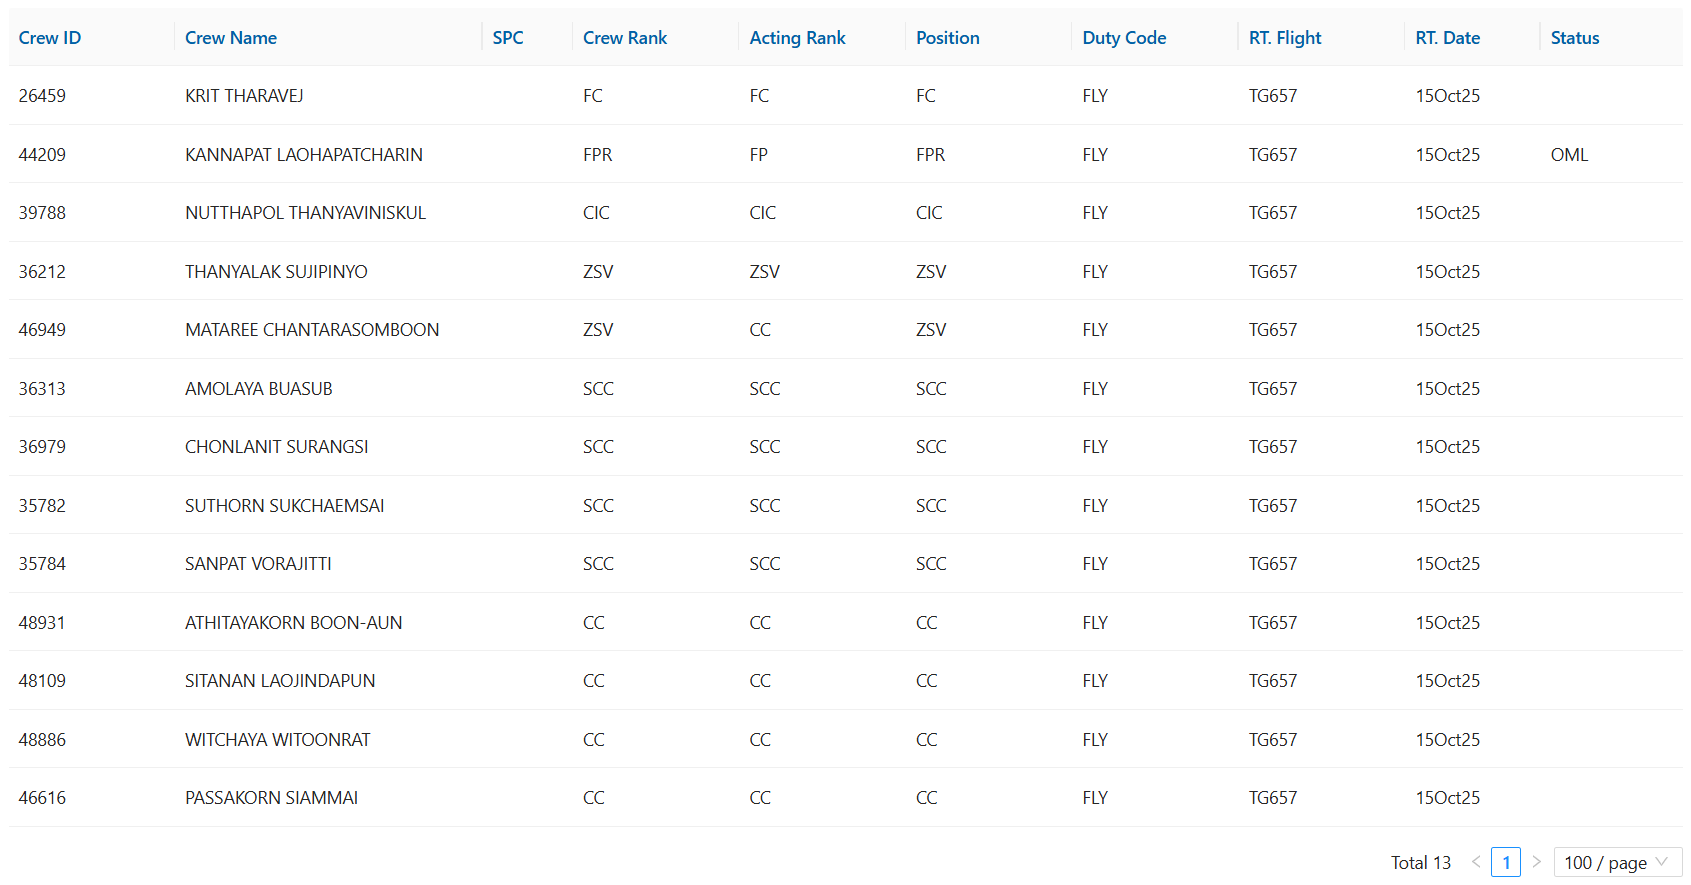 Crew ID Crew Name SPC Crew Rank Acting Rank Position Duty Code RT. Flight RT. Date Status
26459 KRIT THARAVEJ FC FC FC FLY TG657 15Oct25
44209 KANNAPAT LAOHAPATCHARIN FPR FP FPR FLY TG657 15Oct25 OML
39788 NUTTHAPOL THANYAVINISKUL CIC CIC CIC FLY TG657 15Oct25
36212 THANYALAK SUJIPINYO ZSV ZSV ZSV FLY TG657 15Oct25
46949 MATAREE CHANTARASOMBOON ZSV CC ZSV FLY TG657 15Oct25
36313 AMOLAYA BUASUB SCC SCC SCC FLY TG657 15Oct25
36979 CHONLANIT SURANGSI SCC SCC SCC FLY TG657 15Oct25
35782 SUTHORN SUKCHAEMSAI SCC SCC SCC FLY TG657 15Oct25
35784 SANPAT VORAJITTI SCC SCC SCC FLY TG657 15Oct25
48931 ATHITAYAKORN BOON-AUN CC CC CC FLY TG657 15Oct25
48109 SITANAN LAOJINDAPUN CC CC CC FLY TG657 15Oct25
48886 WITCHAYA WITOONRAT CC CC CC FLY TG657 15Oct25
46616 PASSAKORN SIAMMAI CC CC CC FLY TG657 15Oct25
Total 13 < 1 > 100 / page